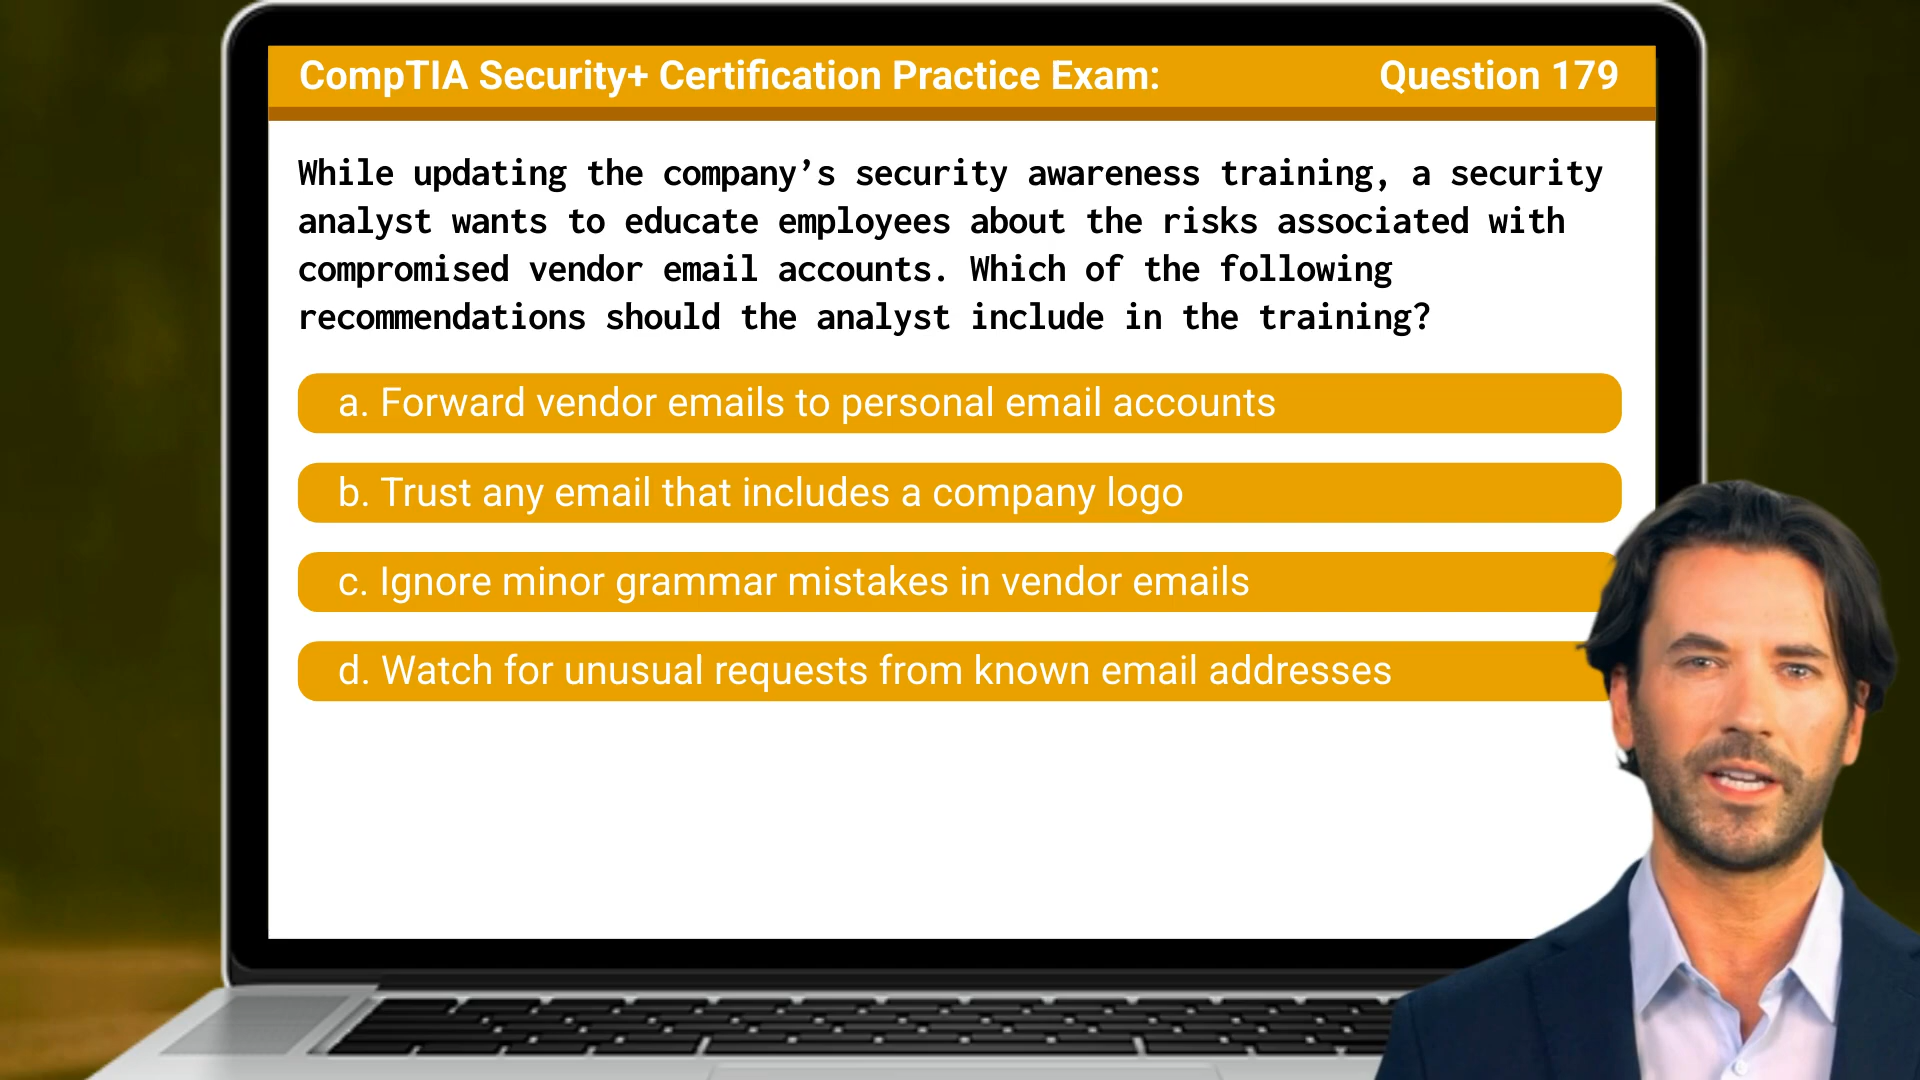 CompTIA Security+ Certification Practice Exam: Question 179
While updating the company’s security awareness training, a security
analyst wants to educate employees about the risks associated with
compromised vendor email accounts. Which of the following
recommendations should the analyst include in the training?
a. Forward vendor emails to personal email accounts
b. Trust any email that includes a company logo
c. Ignore minor grammar mistakes in vendor emails
d. Watch for unusual requests from known email addresses